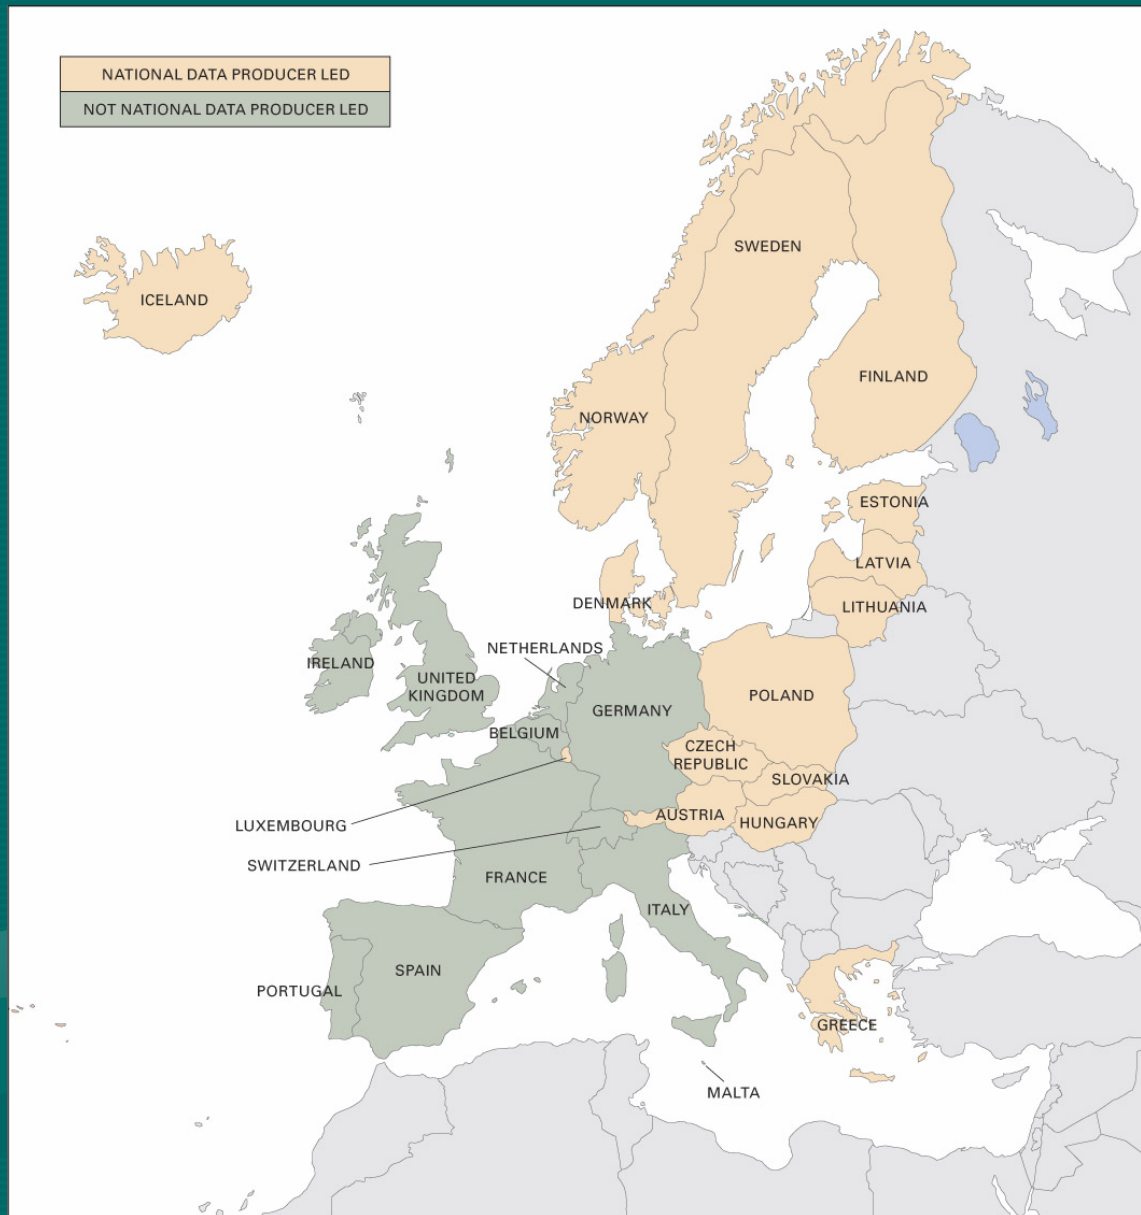 NATIONAL DATA PRODUCER LED
NOT NATIONAL DATA PRODUCER LED
SWEDEN
ICELAND
FINLAND
NORWAY
ESTONIA
LATVIA
DENMARK
LITHUANIA
NETHERLANDS
IRELAND
UNITED
KINGDOM
POLAND
GERMANY
BELGIUM
CZECH
REPUBLIC
SLOVAKIA
AUSTRIA
HUNGARY
LUXEMBOURG
SWITZERLAND
FRANCE
ITALY
SPAIN
PORTUGAL
GREECE
MALTA